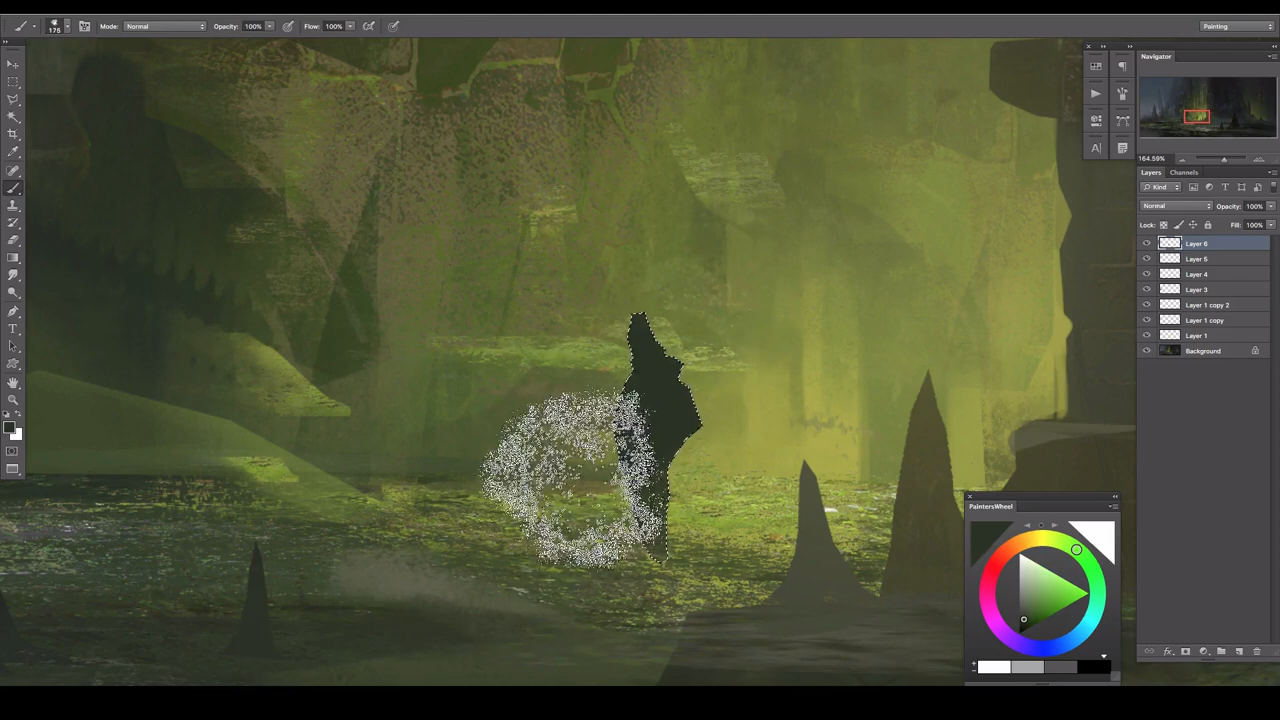 175
Mode: Normal
Opacity: 100%
Flow: 100%
Painting
Navigator
164.59%
Layers Channels
Kind
Normal
Opacity: 100%
Lock:
Fill: 100%
Layer 6
Layer 5
Layer 4
Layer 3
Layer 1 copy 2
Layer 1 copy
Layer 1
Background
PaintersWheel